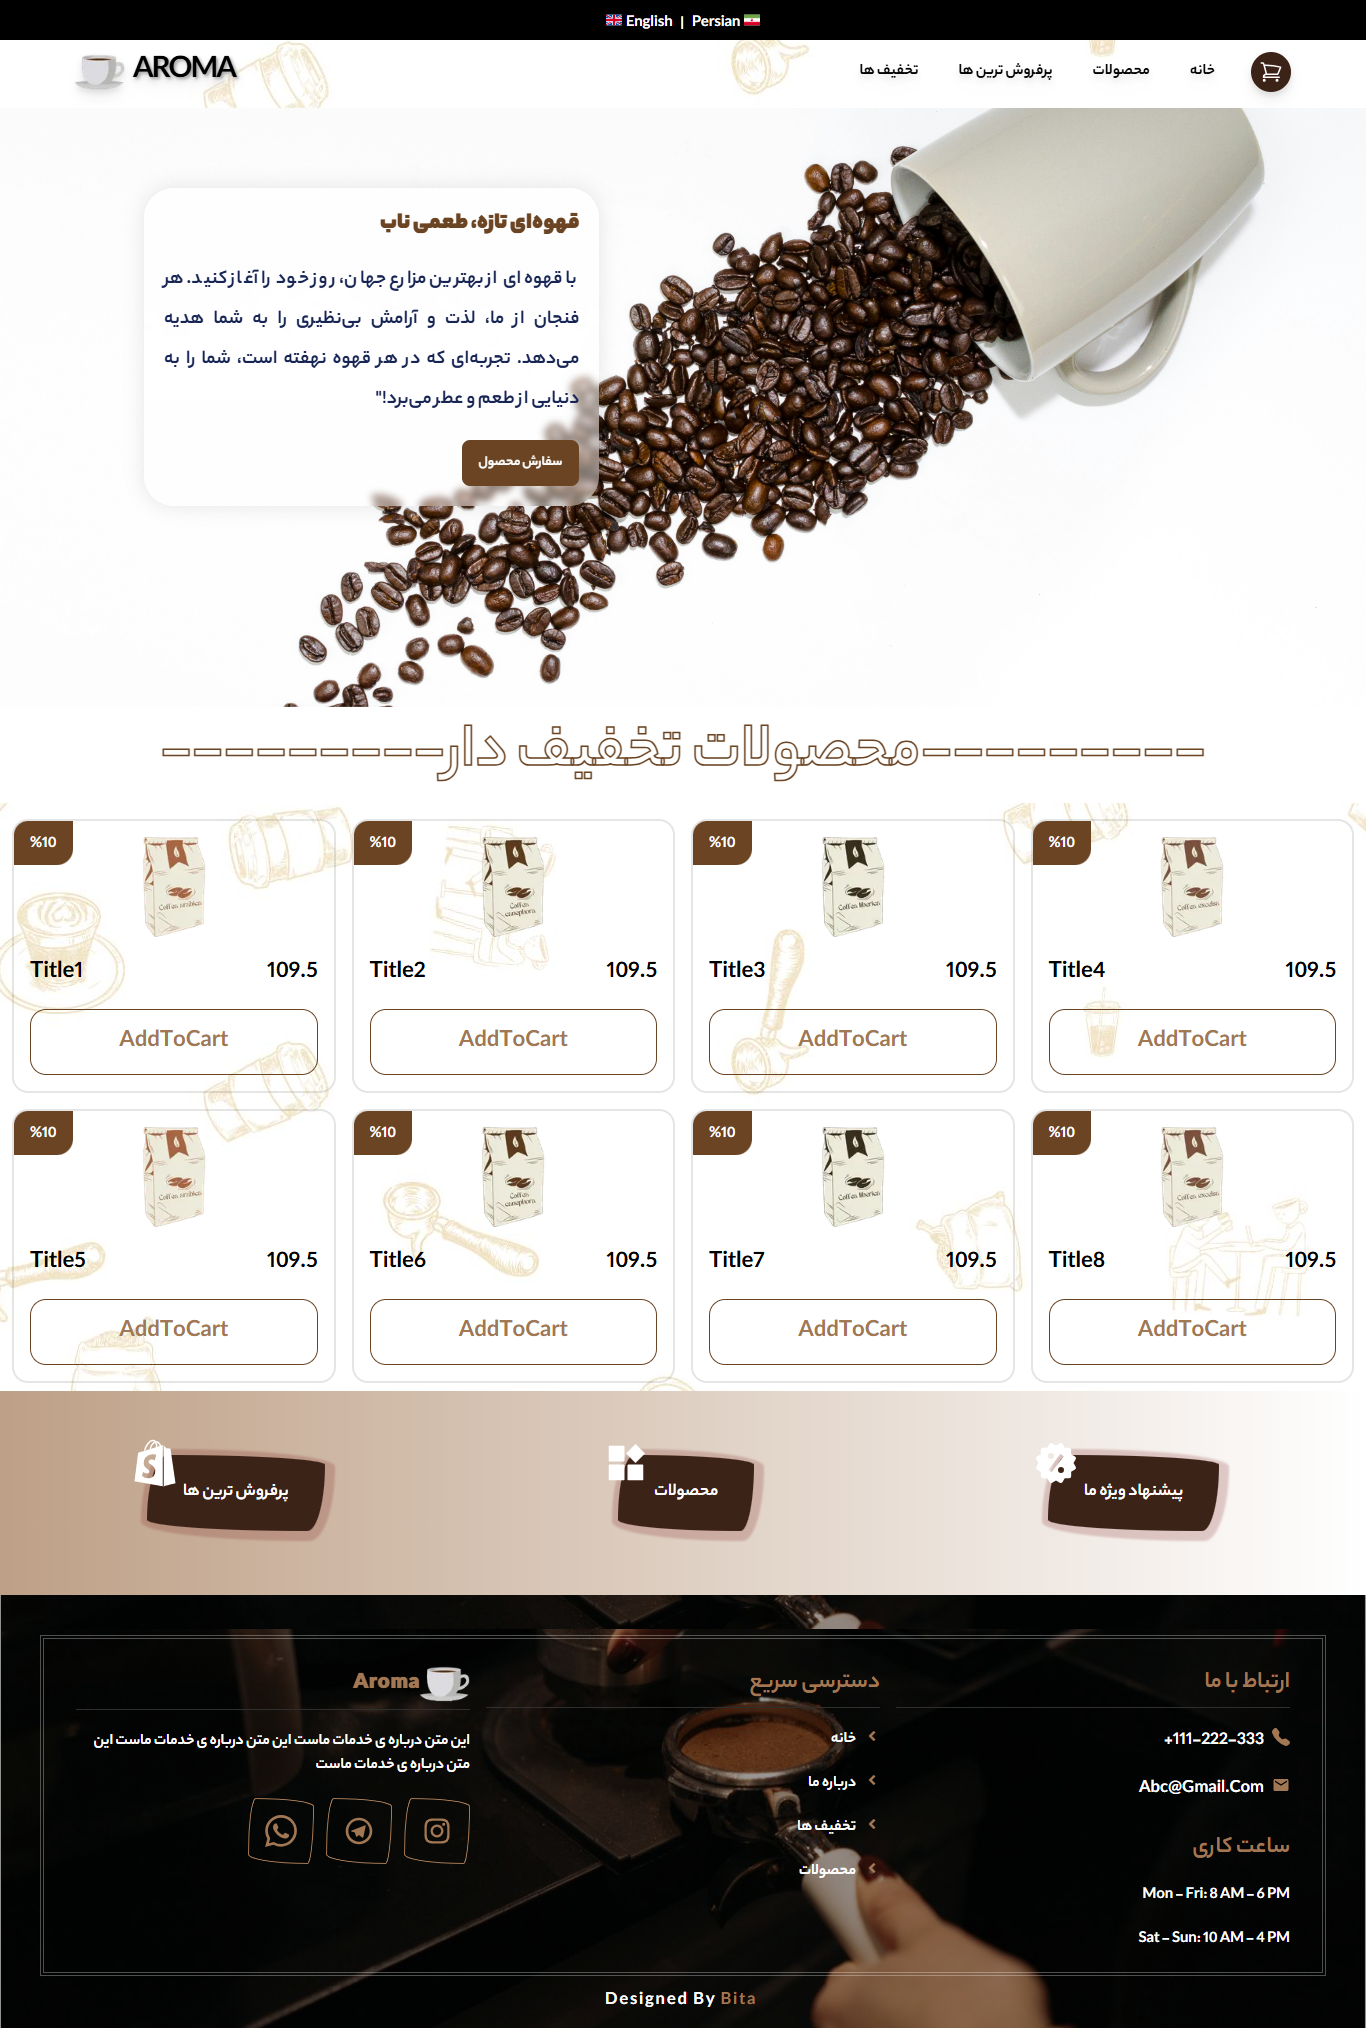 English | Persian
AROMA
خانه
محصولات
پرفروش ترین ها
تخفیف ها
قهوه‌ای تازه، طعمی ناب
با قهوه ای از بهترین مزارع جهان، روز خود را آغاز کنید. هر
فنجان از ما، لذت و آرامش بی‌نظیری را به شما هدیه
می‌دهد. تجربه‌ای که در هر قهوه نهفته است، شما را به
دنیایی از طعم و عطر می‌برد!"
سفارش محصول
---------محصولات تخفیف دار---------
%10
Title1 109.5
AddToCart
%10
Title2 109.5
AddToCart
%10
Title3 109.5
AddToCart
%10
Title4 109.5
AddToCart
%10
Title5 109.5
AddToCart
%10
Title6 109.5
AddToCart
%10
Title7 109.5
AddToCart
%10
Title8 109.5
AddToCart
پیشنهاد ویژه ما
محصولات
پرفروش ترین ها
ارتباط با ما
+111-222-333
Abc@Gmail.Com
ساعت کاری
Mon - Fri: 8 AM - 6 PM
Sat - Sun: 10 AM - 4 PM
دسترسی سریع
خانه
درباره ما
تخفیف ها
محصولات
Aroma
این متن درباره ی خدمات ماست این متن درباره ی خدمات ماست این
متن درباره ی خدمات ماست
Designed By Bita